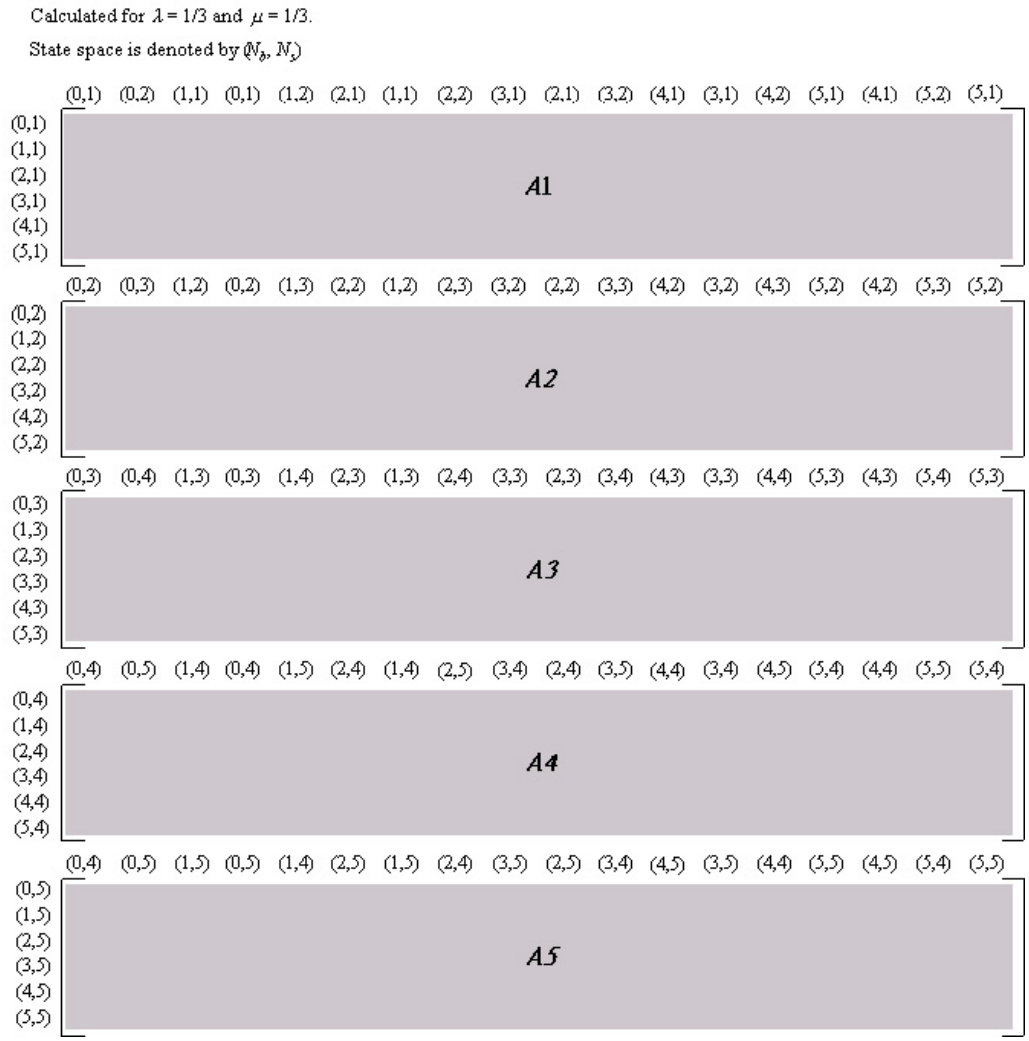 Calculated for λ = 1/3 and μ = 1/3.
State space is denoted by (N_b, N_s)
(0,1) (0,2) (1,1) (0,1) (1,2) (2,1) (1,1) (2,2) (3,1) (2,1) (3,2) (4,1) (3,1) (4,2) (5,1) (4,1) (5,2) (5,1)
(0,1)
(1,1)
(2,1)
(3,1)
(4,1)
(5,1)
A1
(0,2) (0,3) (1,2) (0,2) (1,3) (2,2) (1,2) (2,3) (3,2) (2,2) (3,3) (4,2) (3,2) (4,3) (5,2) (4,2) (5,3) (5,2)
(0,2)
(1,2)
(2,2)
(3,2)
(4,2)
(5,2)
A2
(0,3) (0,4) (1,3) (0,3) (1,4) (2,3) (1,3) (2,4) (3,3) (2,3) (3,4) (4,3) (3,3) (4,4) (5,3) (4,3) (5,4) (5,3)
(0,3)
(1,3)
(2,3)
(3,3)
(4,3)
(5,3)
A3
(0,4) (0,5) (1,4) (0,4) (1,5) (2,4) (1,4) (2,5) (3,4) (2,4) (3,5) (4,4) (3,4) (4,5) (5,4) (4,4) (5,5) (5,4)
(0,4)
(1,4)
(2,4)
(3,4)
(4,4)
(5,4)
A4
(0,4) (0,5) (1,5) (0,5) (1,4) (2,5) (1,5) (2,4) (3,5) (2,5) (3,4) (4,5) (3,5) (4,4) (5,5) (4,5) (5,4) (5,5)
(0,5)
(1,5)
(2,5)
(3,5)
(4,5)
(5,5)
A5